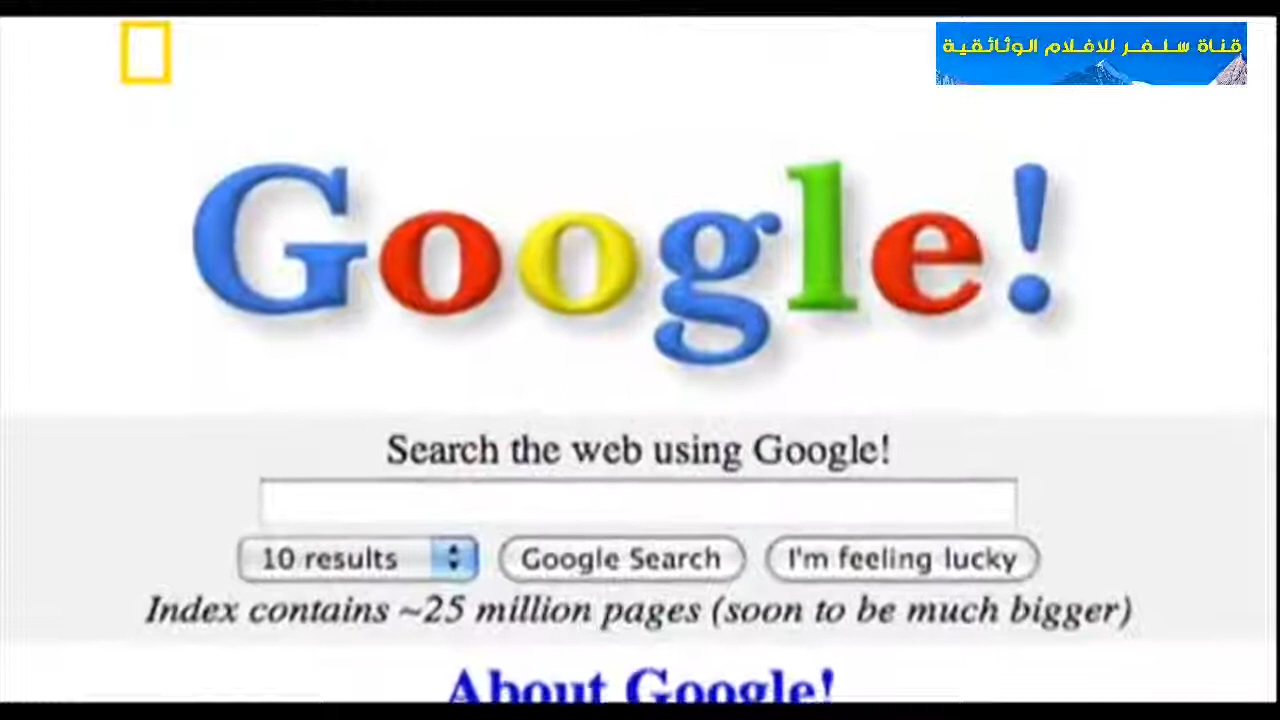 قناة سلفر للافلام الوثائقية
Google!
Search the web using Google!
10 results
Google Search
I'm feeling lucky
Index contains ~25 million pages (soon to be much bigger)
About Google!